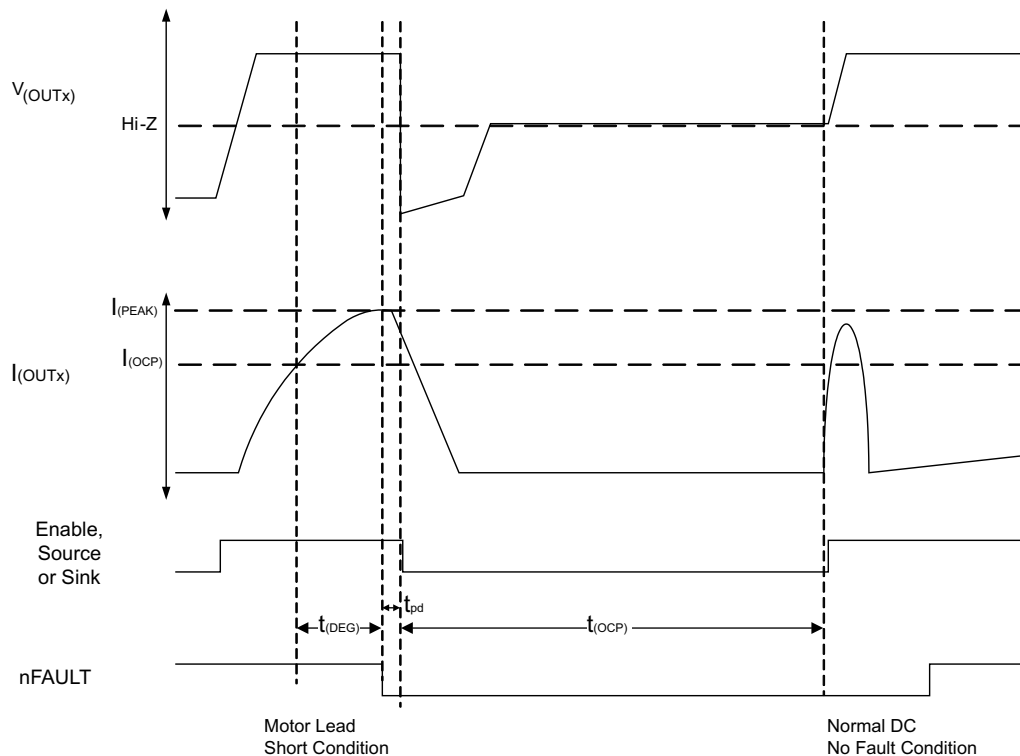 V(OUTx)
Hi-Z
I(PEAK)
I(OCP)
I(OUTx)
Enable,
Source
or Sink
tpd
t(DEG)
t(OCP)
nFAULT
Motor Lead
Short Condition
Normal DC
No Fault Condition